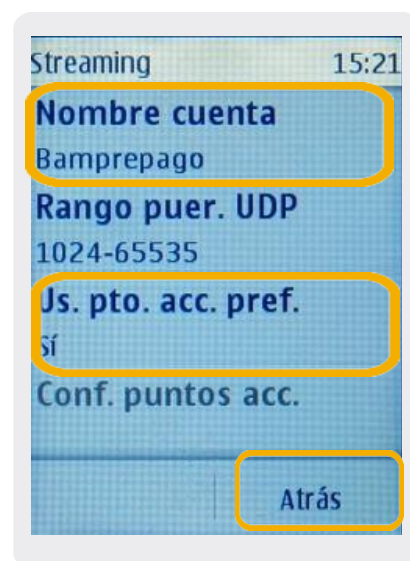 Streaming 15:21
Nombre cuenta
Bamprepago
Rango puer. UDP
1024-65535
Us. pto. acc. pref.
Sí
Conf. puntos acc.
Atrás